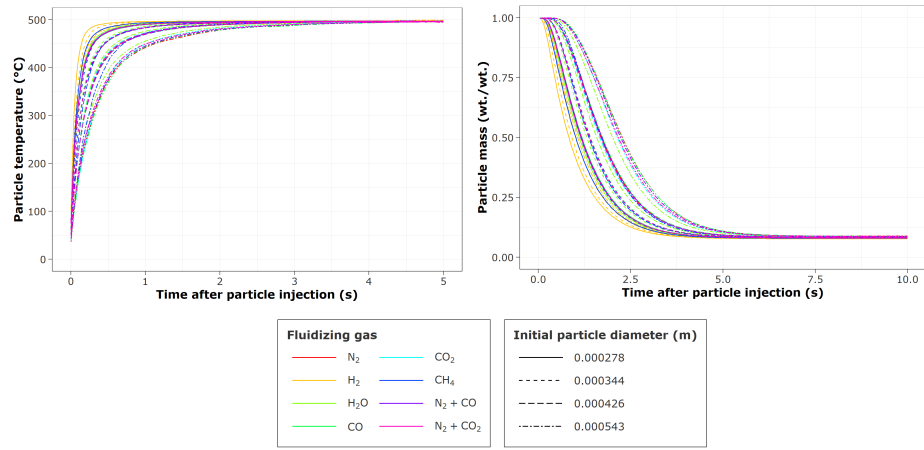 Particle temperature (°C)
500
400
300
200
100
0
0 1 2 3 4 5
Time after particle injection (s)
Particle mass (wt./wt.)
1.00
0.75
0.50
0.25
0.00
0.0 2.5 5.0 7.5 10.0
Time after particle injection (s)
Fluidizing gas
N₂ CO₂
H₂ CH₄
H₂O N₂ + CO
CO N₂ + CO₂
Initial particle diameter (m)
0.000278
0.000344
0.000426
0.000543